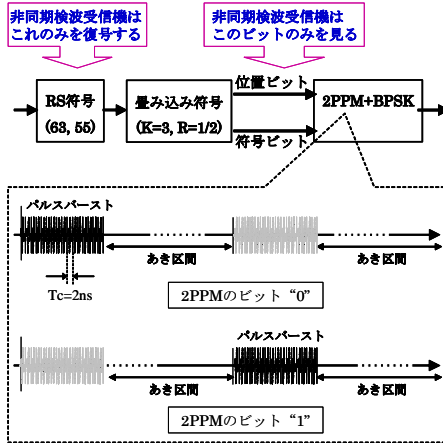 非同期検波受信機は
これのみを復号する
非同期検波受信機は
このビットのみを見る
RS符号
(63, 55)
畳み込み符号
(K=3, R=1/2)
位置ビット
符号ビット
2PPM+BPSK
パルスバースト
あき区間
あき区間
Tc=2ns
2PPMのビット“0”
パルスバースト
あき区間
あき区間
2PPMのビット“1”